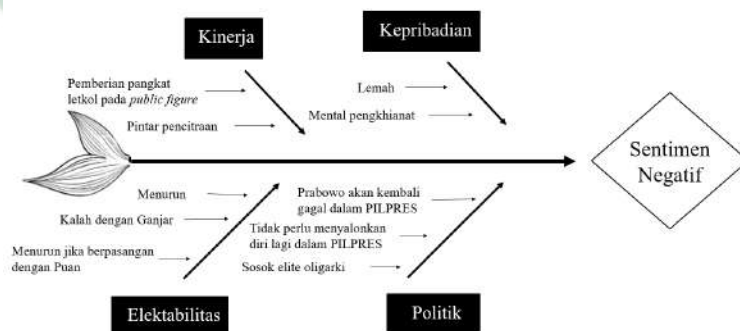 Kinerja
Kepribadian
Pemberian pangkat
letkol pada public figure
Pintar pencitraan
Lemah
Mental pengkhianat
Sentimen
Negatif
Menurun
Kalah dengan Ganjar
Menurun jika berpasangan
dengan Puan
Prabowo akan kembali
gagal dalam PILPRES
Tidak perlu menyalonkan
diri lagi dalam PILPRES
Sosok elite oligarki
Elektabilitas
Politik